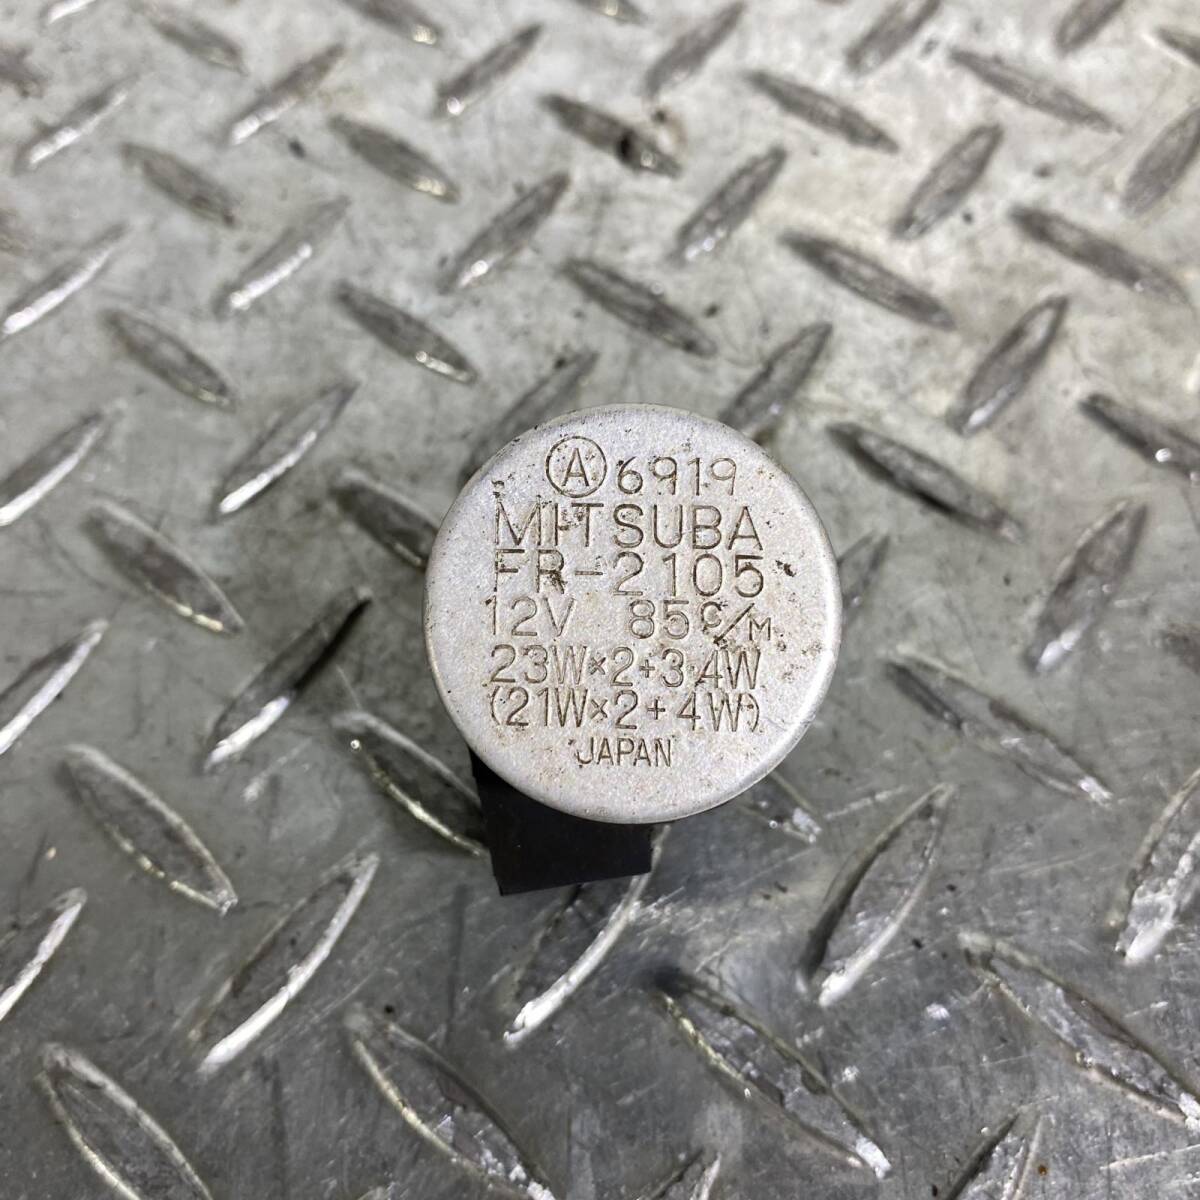 Ⓐ6919
MITSUBA
FR-2105
12V 85C/M
23W×2+3.4W
(21W×2+4W)
JAPAN